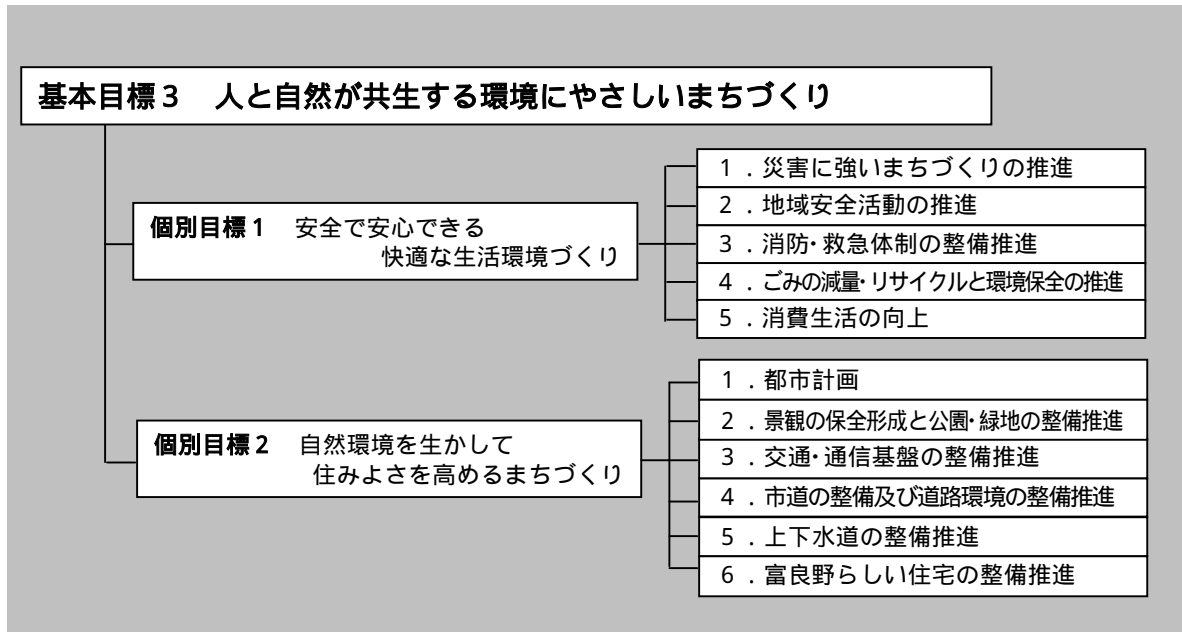 基本目標３　人と自然が共生する環境にやさしいまちづくり
個別目標１　安全で安心できる
快適な生活環境づくり
１．災害に強いまちづくりの推進
２．地域安全活動の推進
３．消防・救急体制の整備推進
４．ごみの減量・リサイクルと環境保全の推進
５．消費生活の向上
個別目標２　自然環境を生かして
住みよさを高めるまちづくり
１．都市計画
２．景観の保全形成と公園・緑地の整備推進
３．交通・通信基盤の整備推進
４．市道の整備及び道路環境の整備推進
５．上下水道の整備推進
６．富良野らしい住宅の整備推進